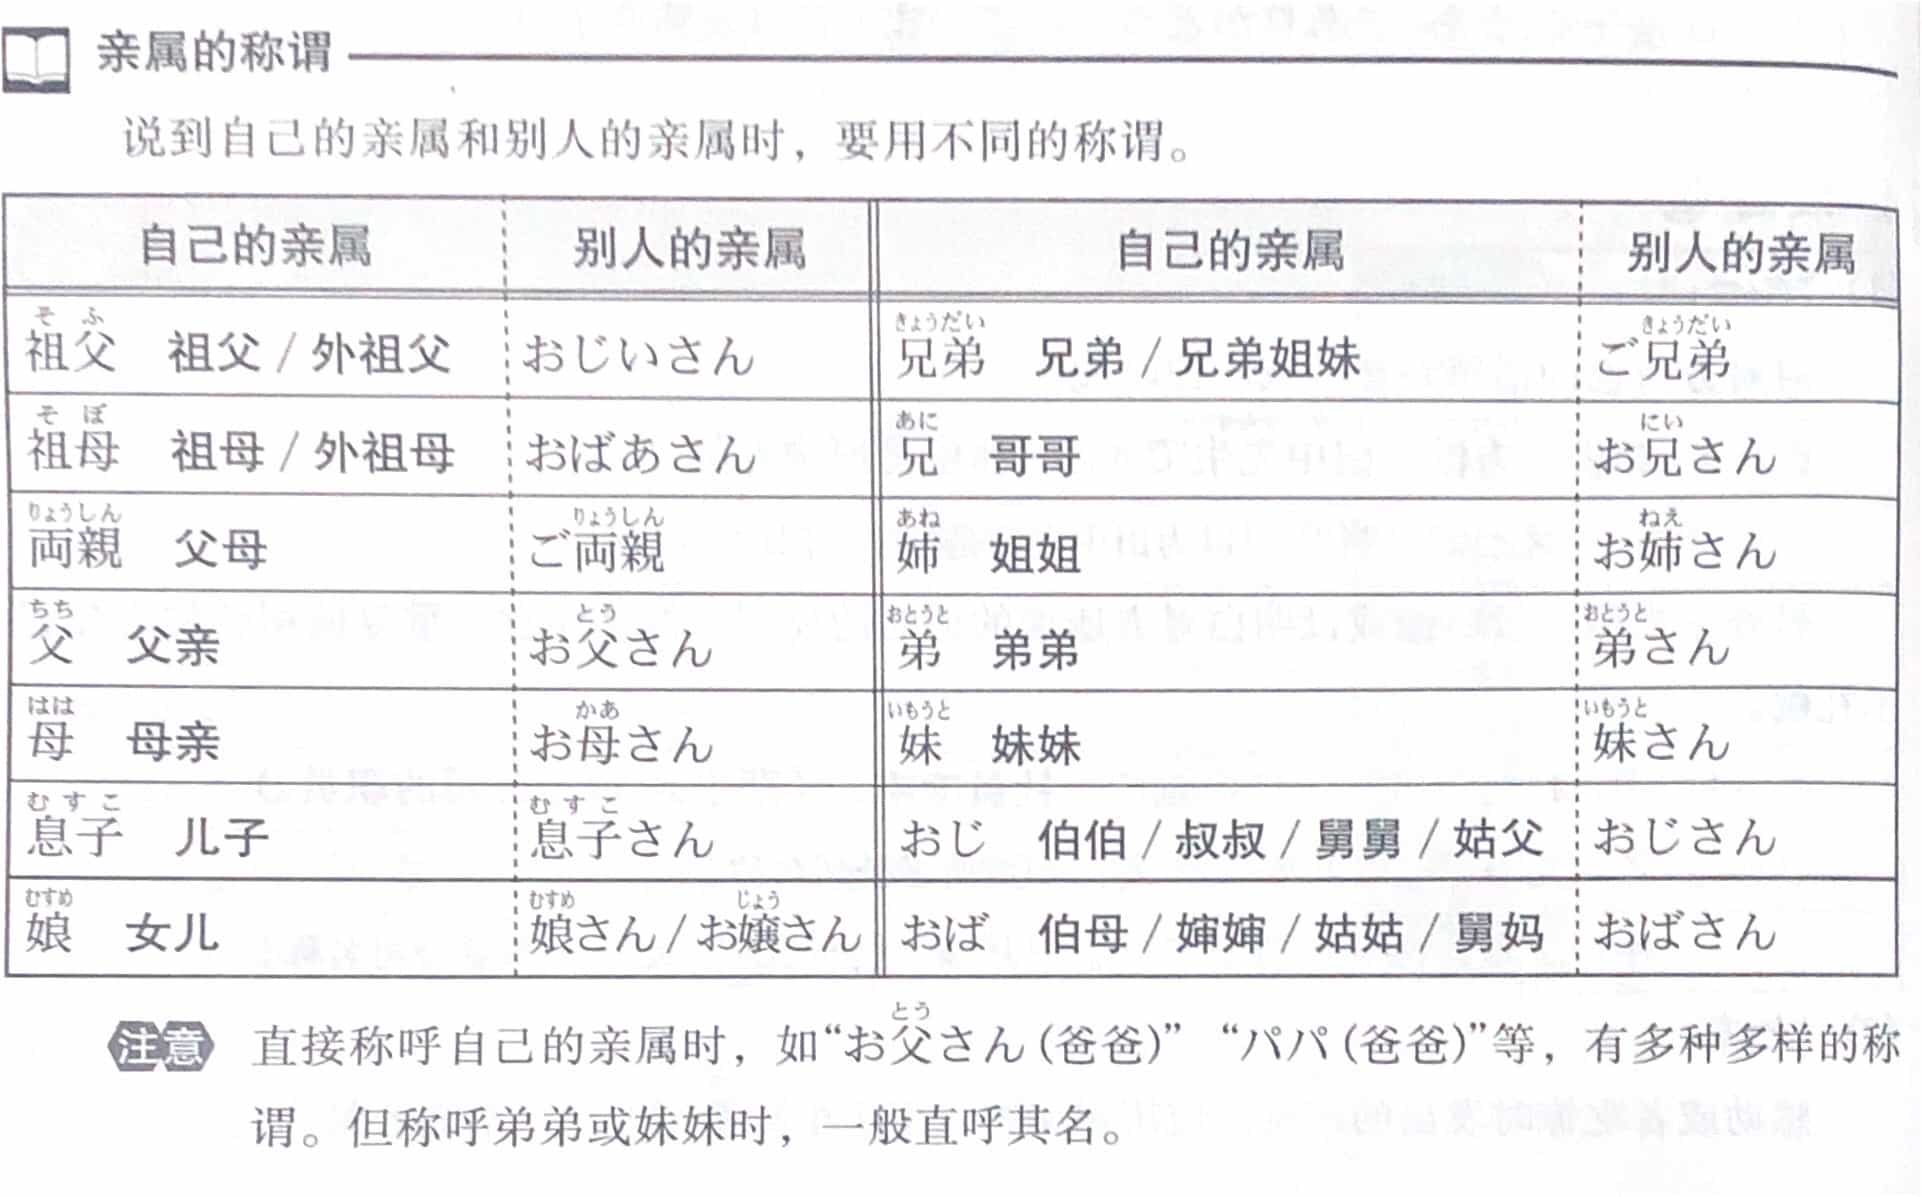 亲属的称谓
说到自己的亲属和别人的亲属时，要用不同的称谓。
自己的亲属 别人的亲属 自己的亲属 别人的亲属
そふ きょうだい きょうだい
祖父 祖父/外祖父 おじいさん 兄弟 兄弟/兄弟姐妹 ご兄弟
そぼ あに にい
祖母 祖母/外祖母 おばあさん 兄 哥哥 お兄さん
りょうしん りょうしん あね ねえ
両親 父母 ご両親 姉 姐姐 お姉さん
ちち とう おとうと おとうと
父 父亲 お父さん 弟 弟弟 弟さん
はは かあ いもうと いもうと
母 母亲 お母さん 妹 妹妹 妹さん
むすこ むすこ
息子 儿子 息子さん おじ 伯伯/叔叔/舅舅/姑父 おじさん
むすめ むすめ じょう
娘 女儿 娘さん/お嬢さん おば 伯母/婶婶/姑姑/舅妈 おばさん
とう
注意 直接称呼自己的亲属时，如“お父さん(爸爸)”“パパ(爸爸)”等，有多种多样的称
谓。但称呼弟弟或妹妹时，一般直呼其名。